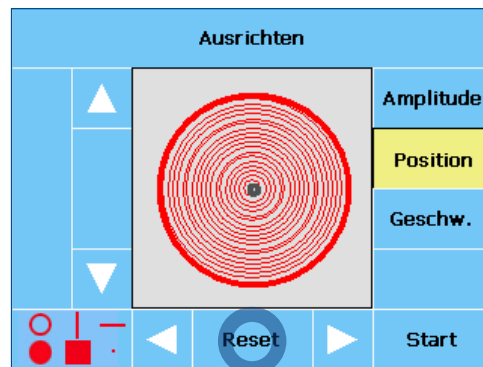 Ausrichten
Amplitude
Position
Geschw.
Reset
Start